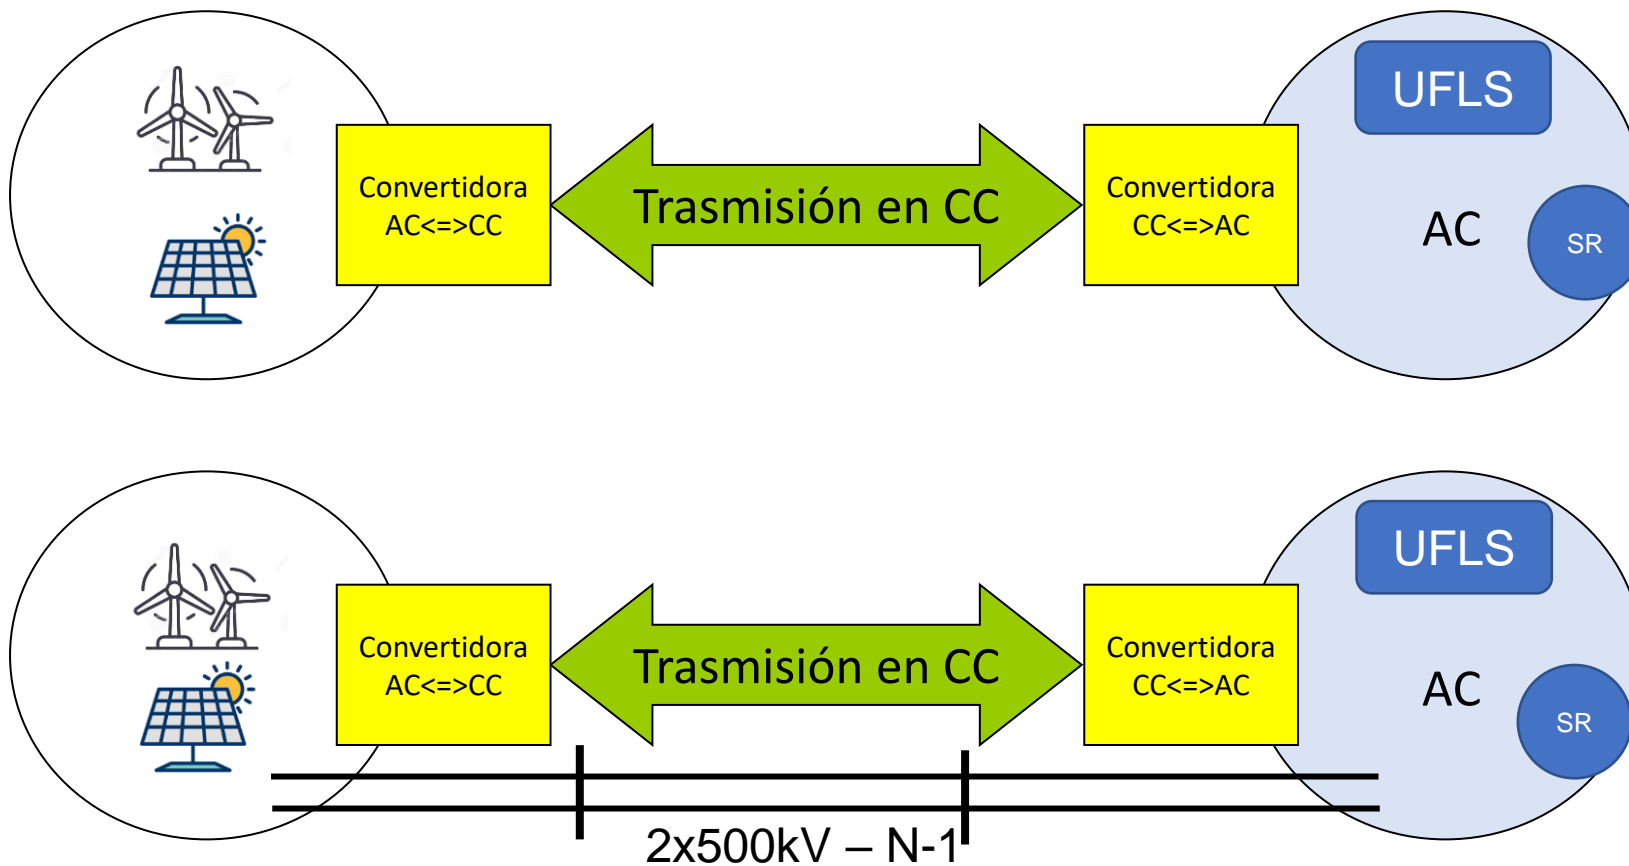 UFLS
Convertidora
AC<=>CC
Trasmisión en CC
Convertidora
CC<=>AC
AC
SR
UFLS
Convertidora
AC<=>CC
Trasmisión en CC
Convertidora
CC<=>AC
AC
SR
2x500kV – N-1